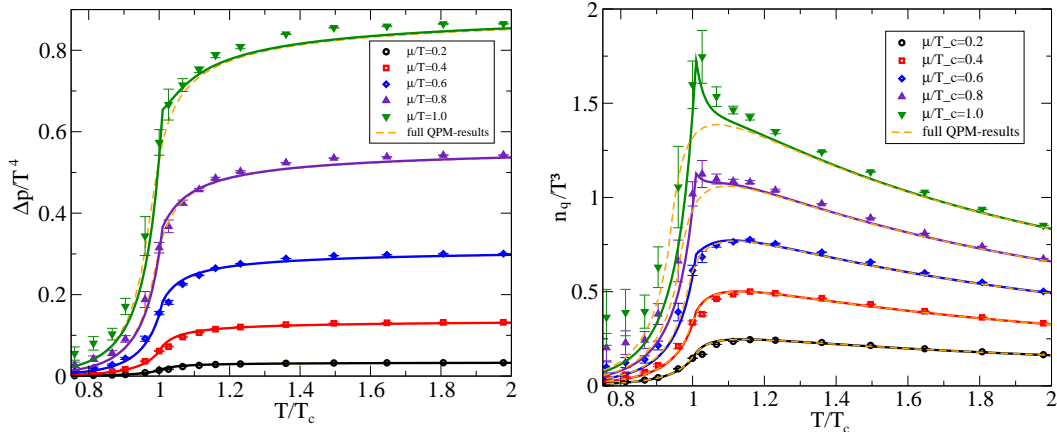 0.8
0.6
0.4
0.2
0
Δp/T⁴
μ/T=0.2
μ/T=0.4
μ/T=0.6
μ/T=0.8
μ/T=1.0
full QPM-results
0.8 1 1.2 1.4 1.6 1.8 2
T/T_c
2
1.5
1
0.5
0
n_q/T³
μ/T_c=0.2
μ/T_c=0.4
μ/T_c=0.6
μ/T_c=0.8
μ/T_c=1.0
full QPM-results
0.8 1 1.2 1.4 1.6 1.8 2
T/T_c